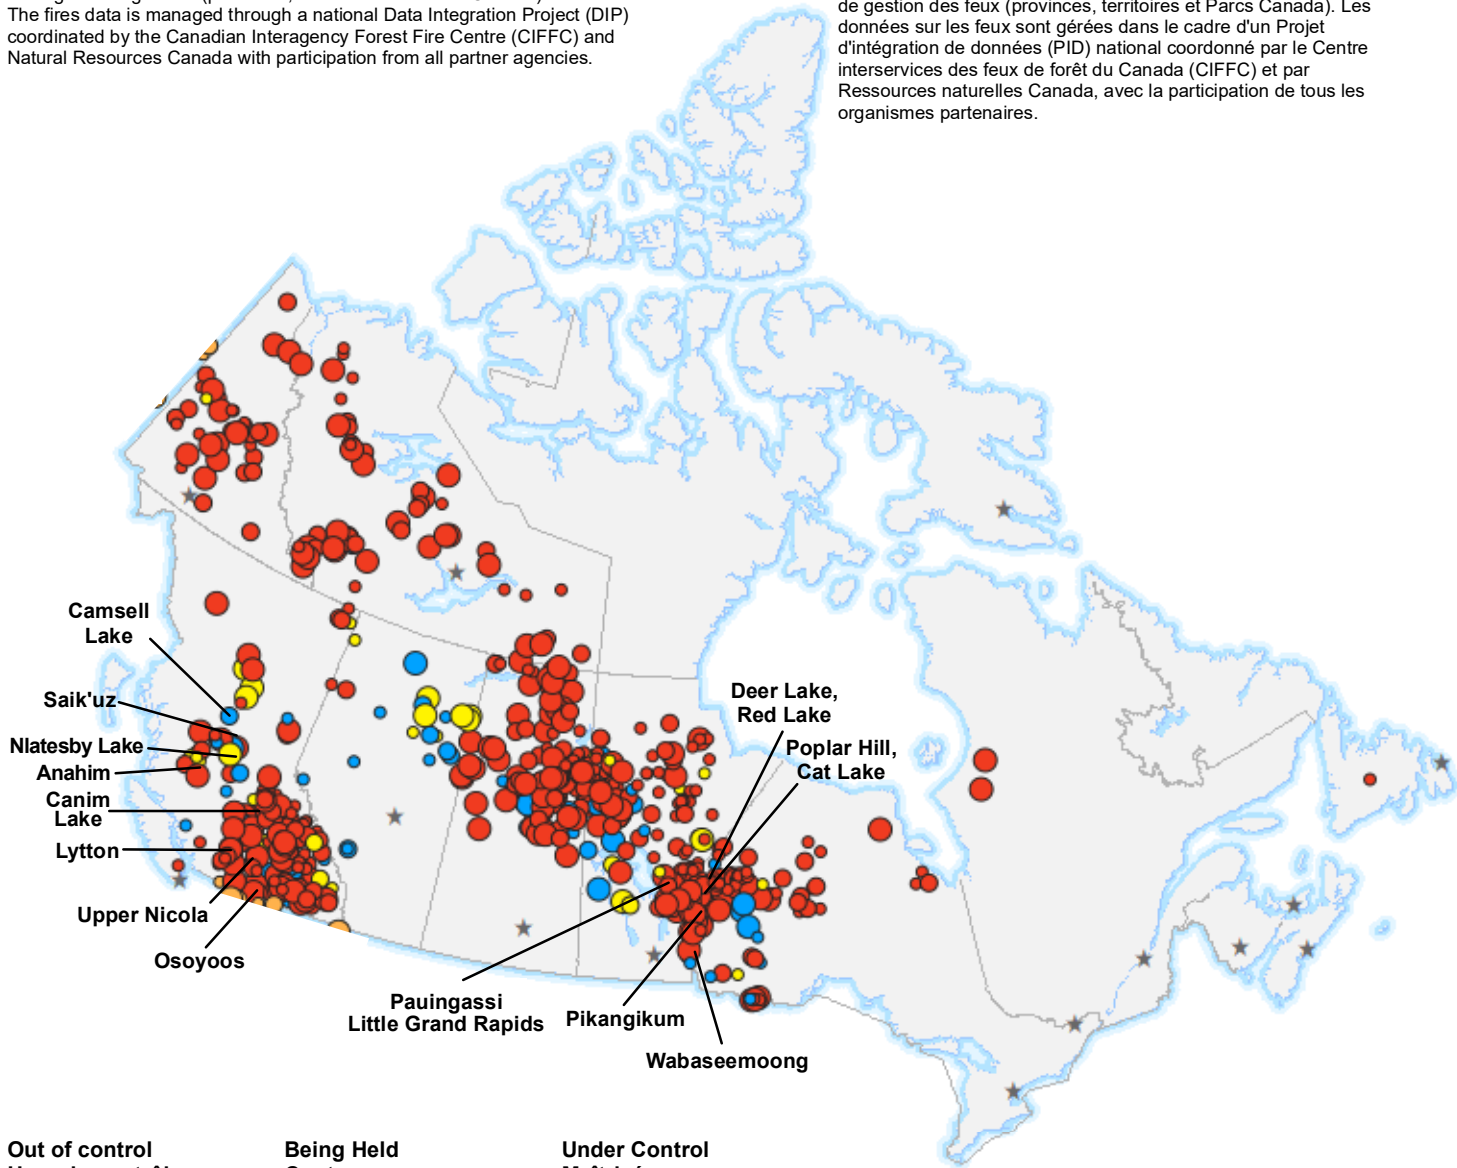 The fires data is managed through a national Data Integration Project (DIP)
coordinated by the Canadian Interagency Forest Fire Centre (CIFFC) and
Natural Resources Canada with participation from all partner agencies.
de gestion des feux (provinces, territoires et Parcs Canada). Les
données sur les feux sont gérées dans le cadre d'un Projet
d'intégration de données (PID) national coordonné par le Centre
interservices des feux de forêt du Canada (CIFFC) et par
Ressources naturelles Canada, avec la participation de tous les
organismes partenaires.
Camsell
Lake
Saik'uz
Nlatesby Lake
Anahim
Canim
Lake
Lytton
Upper Nicola
Osoyoos
Deer Lake,
Red Lake
Poplar Hill,
Cat Lake
Pauingassi
Little Grand Rapids
Pikangikum
Wabaseemoong
Out of control
Being Held
Under Control